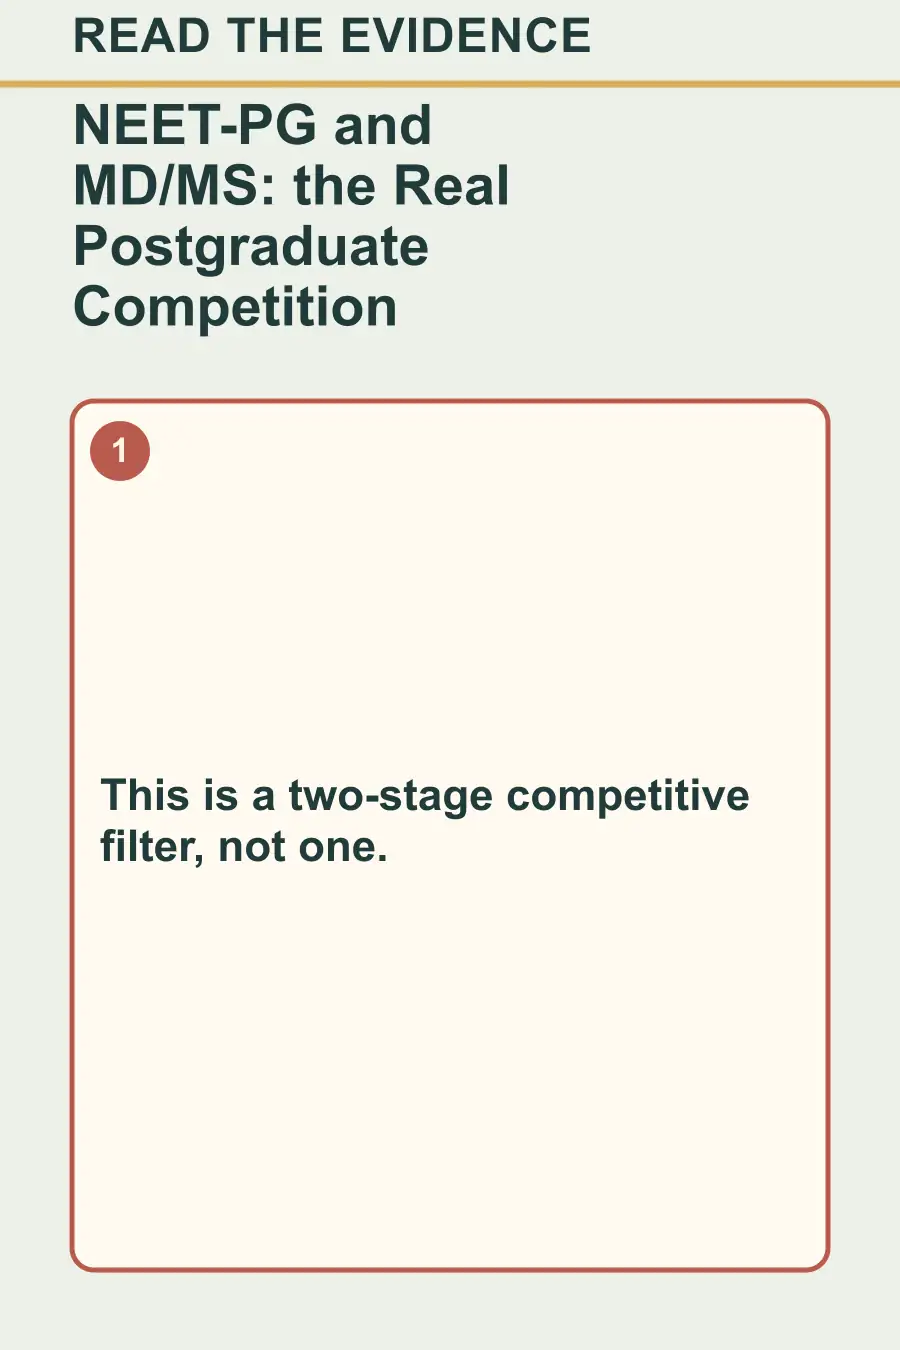 READ THE EVIDENCE
NEET-PG and
MD/MS: the Real
Postgraduate
Competition
1
This is a two-stage competitive
filter, not one.